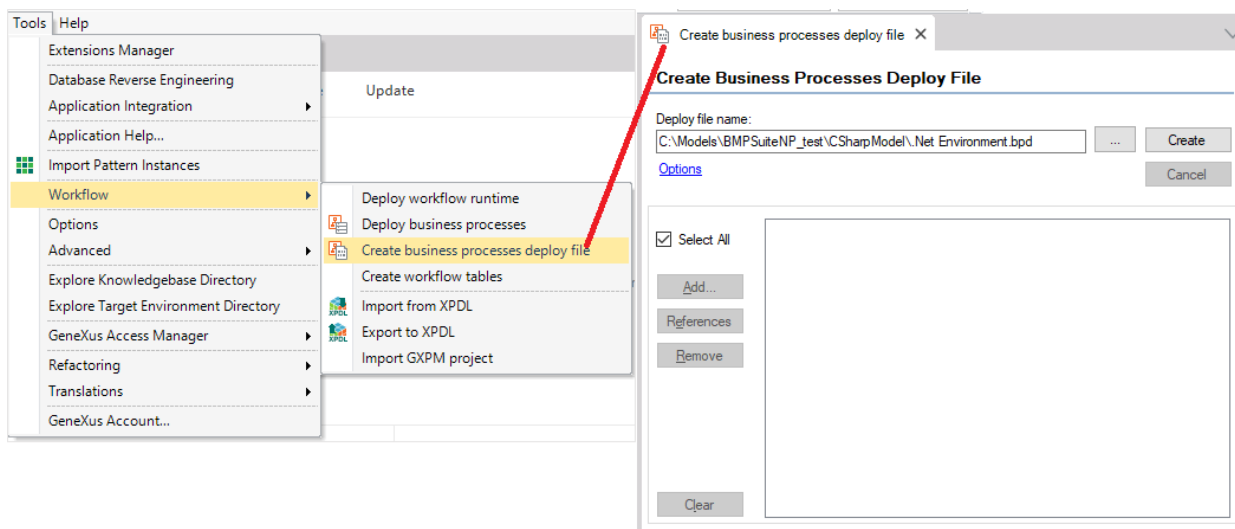 Tools Help
Extensions Manager
Database Reverse Engineering
Application Integration
Application Help...
Import Pattern Instances
Workflow
Options
Advanced
Explore Knowledgebase Directory
Explore Target Environment Directory
GeneXus Access Manager
Refactoring
Translations
GeneXus Account...
Update
Deploy workflow runtime
Deploy business processes
Create business processes deploy file
Create workflow tables
XPDL Import from XPDL
XPDL Export to XPDL
Import GXPM project
Create business processes deploy file
Create Business Processes Deploy File
Deploy file name:
C:\Models\BMPSuiteNP_test\CSharpModel\.Net Environment.bpd ... Create
Options Cancel
Select All
Add...
References
Remove
Clear